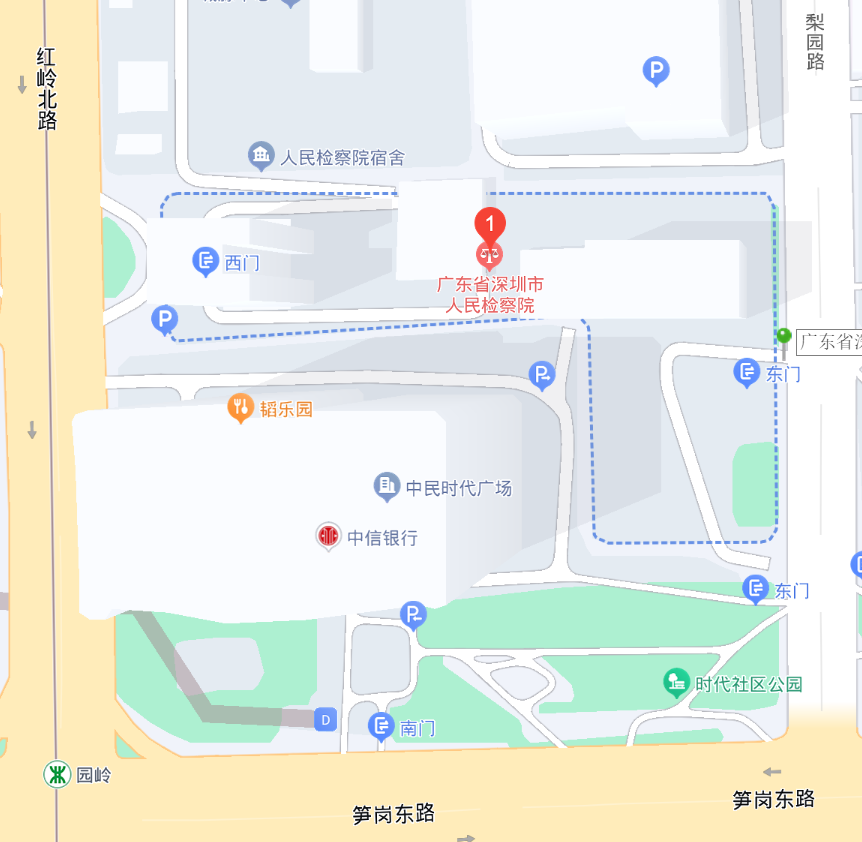 梨园路
红岭北路
P
人民检察院宿舍
1
西门
广东省深圳市
人民检察院
P
广东省深
东门
P
韬乐园
中民时代广场
中信银行
东门
P
时代社区公园
D
南门
园岭
笋岗东路
笋岗东路